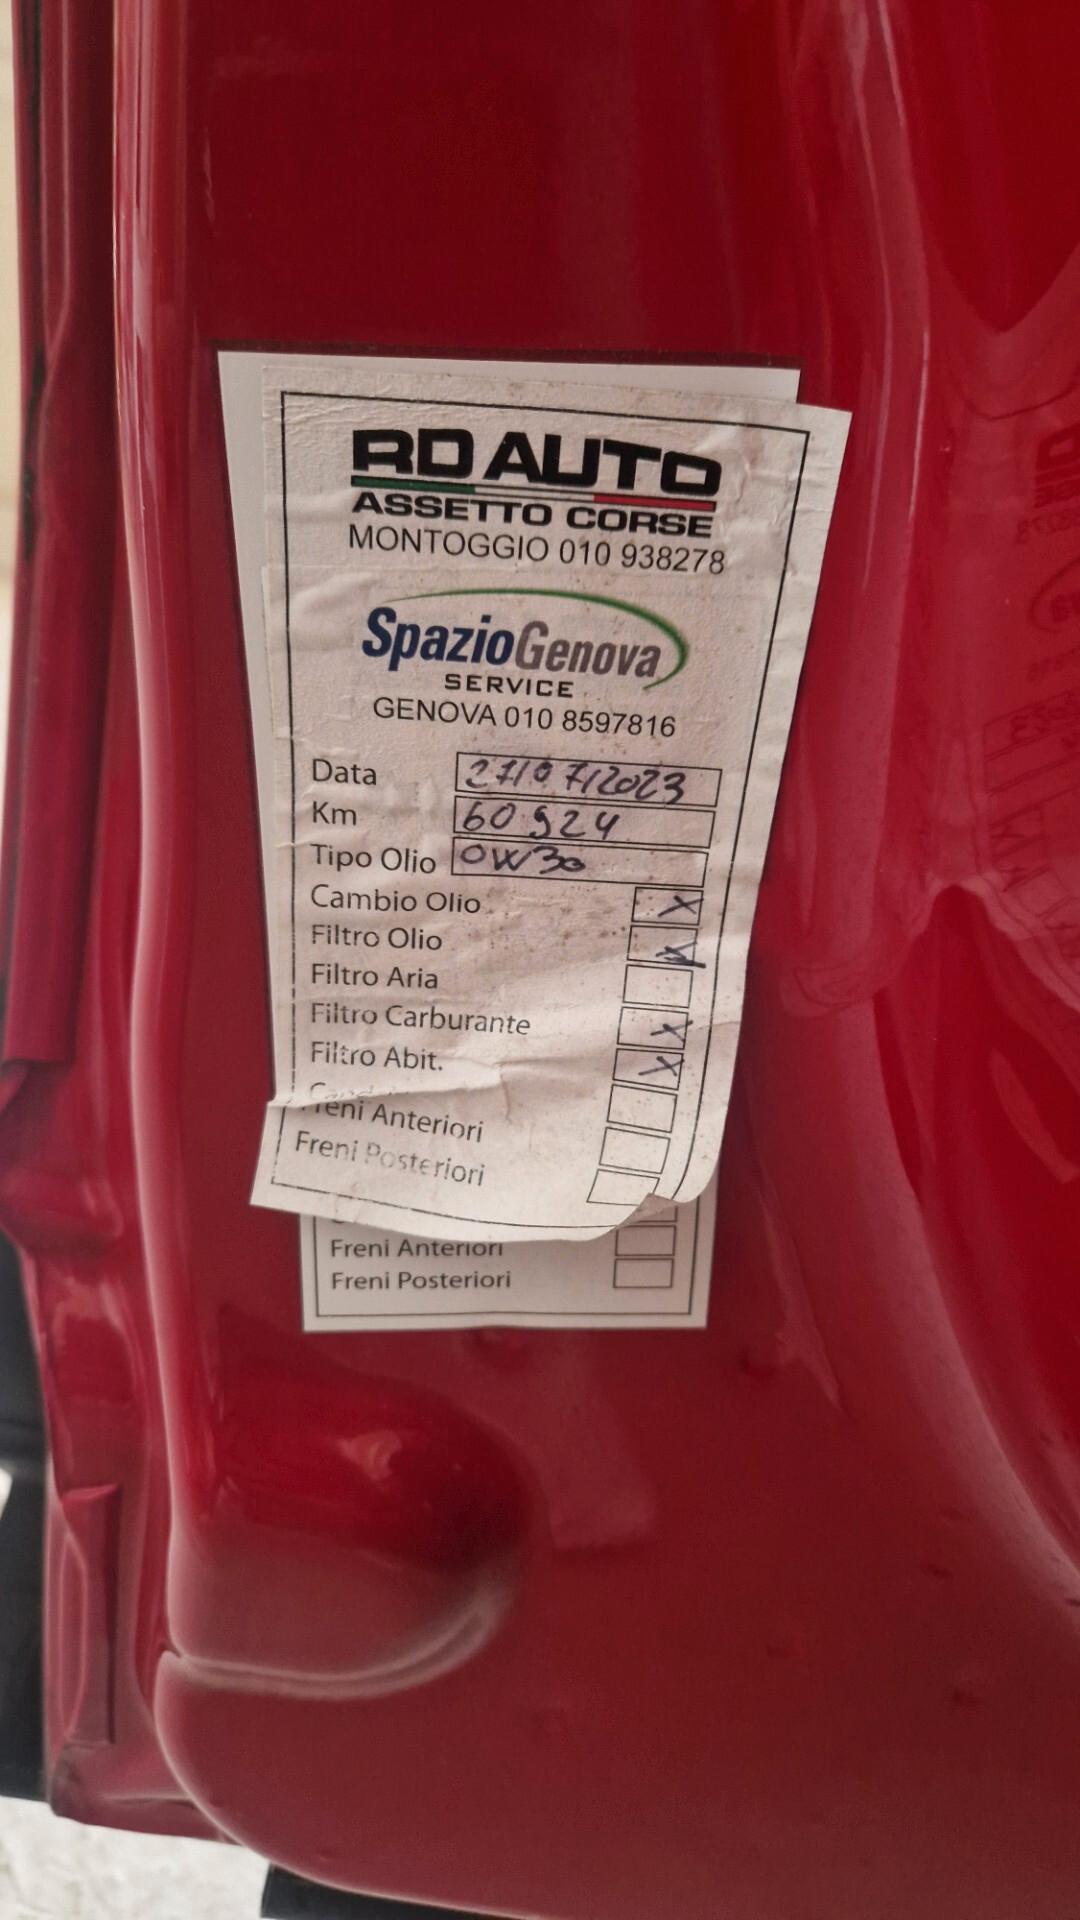 RD AUTO
ASSETTO CORSE
MONTOGGIO 010 938278
SpazioGenova
SERVICE
GENOVA 010 8597816
Data 27/07/2023
Km 60924
Tipo Olio 0W30
Cambio Olio X
Filtro Olio X
Filtro Aria
Filtro Carburante X
Filtro Abit. X
Freni Anteriori
Freni Posteriori
Freni Anteriori
Freni Posteriori